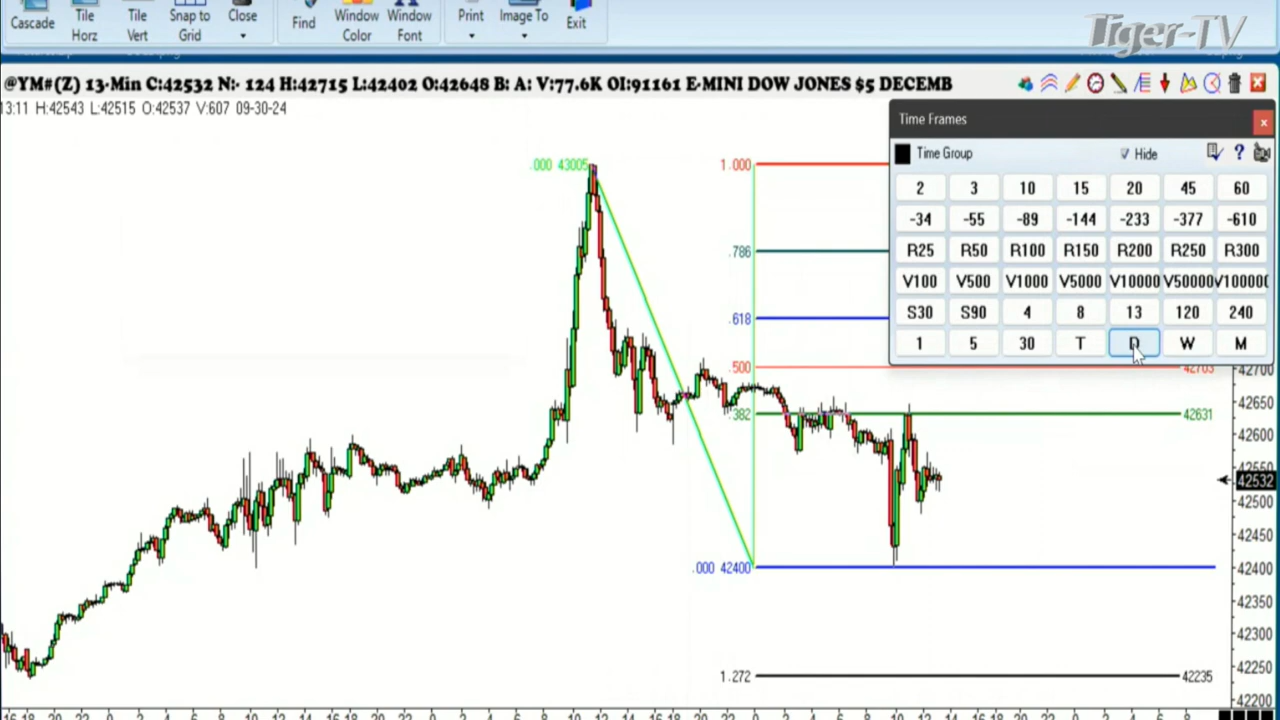 Cascade
Tile Horz
Tile Vert
Snap to Grid
Close
Find
Window Color
Window Font
Print
Image To
Exit
Tiger-TV
@YM#(Z) 13-Min C:42532 N:- 124 H:42715 L:42402 O:42648 B: A: V:77.6K OI:91161 E-MINI DOW JONES $5 DECEMB
13:11 H:42543 L:42515 O:42537 V:607 09-30-24
Time Frames
Time Group
Hide
?
2 3 10 15 20 45 60
-34 -55 -89 -144 -233 -377 -610
R25 R50 R100 R150 R200 R250 R300
V100 V500 V1000 V5000 V10000 V50000 V100000
S30 S90 4 8 13 120 240
1 5 30 T D W M
.000 43005
1.000
.786
.618
.500 42703
.382 42631
.000 42400
1.272 42235
42700
42650
42600
42550
42532
42500
42450
42400
42350
42300
42250
42200